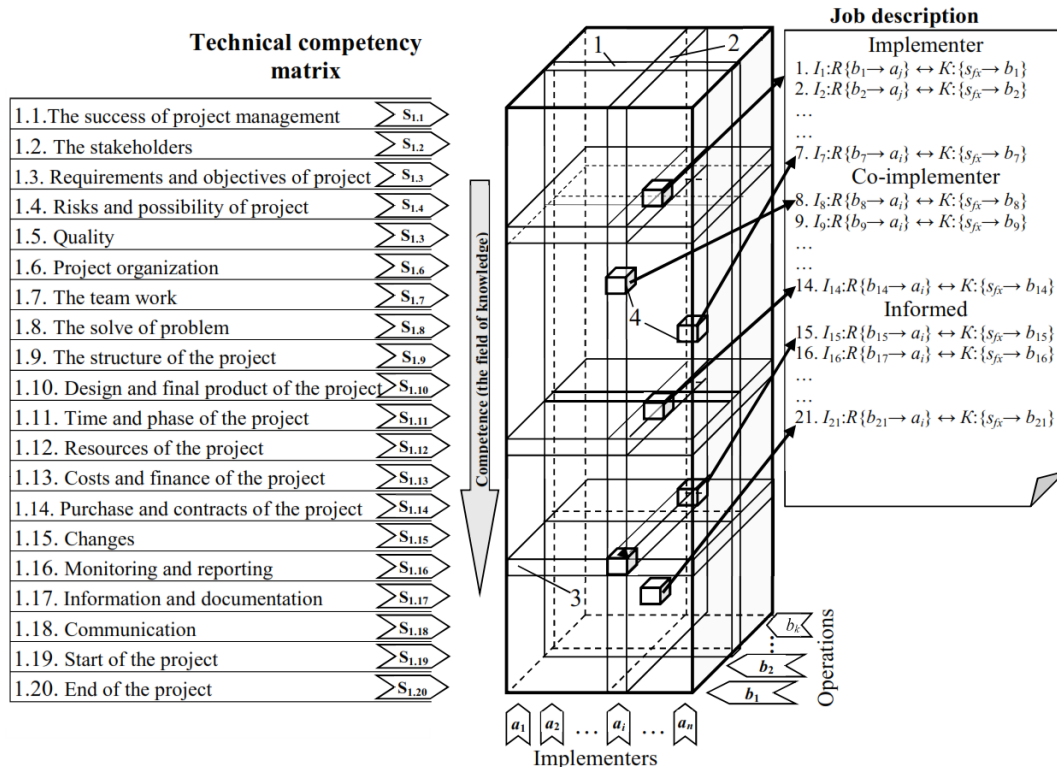 Technical competency
matrix
1.1.The success of project management S1.1
1.2. The stakeholders S1.2
1.3. Requirements and objectives of project S1.3
1.4. Risks and possibility of project S1.4
1.5. Quality S1.3
1.6. Project organization S1.6
1.7. The team work S1.7
1.8. The solve of problem S1.8
1.9. The structure of the project S1.9
1.10. Design and final product of the project S1.10
1.11. Time and phase of the project S1.11
1.12. Resources of the project S1.12
1.13. Costs and finance of the project S1.13
1.14. Purchase and contracts of the project S1.14
1.15. Changes S1.15
1.16. Monitoring and reporting S1.16
1.17. Information and documentation S1.17
1.18. Communication S1.18
1.19. Start of the project S1.19
1.20. End of the project S1.20
Competence (the field of knowledge)
1
2
4
3
a1 a2 … ai … an
Implementers
bk
⋮
b2
b1
Operations
Job description
Implementer
1. I1:R{b1→ aj} ↔ K:{sfx→ b1}
2. I2:R{b2→ aj} ↔ K:{sfx→ b2}
…
…
7. I7:R{b7→ ai} ↔ K:{sfx→ b7}
Co-implementer
8. I8:R{b8→ ai} ↔ K:{sfx→ b8}
9. I9:R{b9→ ai} ↔ K:{sfx→ b9}
…
…
14. I14:R{b14→ ai} ↔ K:{sfx→ b14}
Informed
15. I15:R{b15→ ai} ↔ K:{sfx→ b15}
16. I16:R{b17→ ai} ↔ K:{sfx→ b16}
…
…
21. I21:R{b21→ ai} ↔ K:{sfx→ b21}